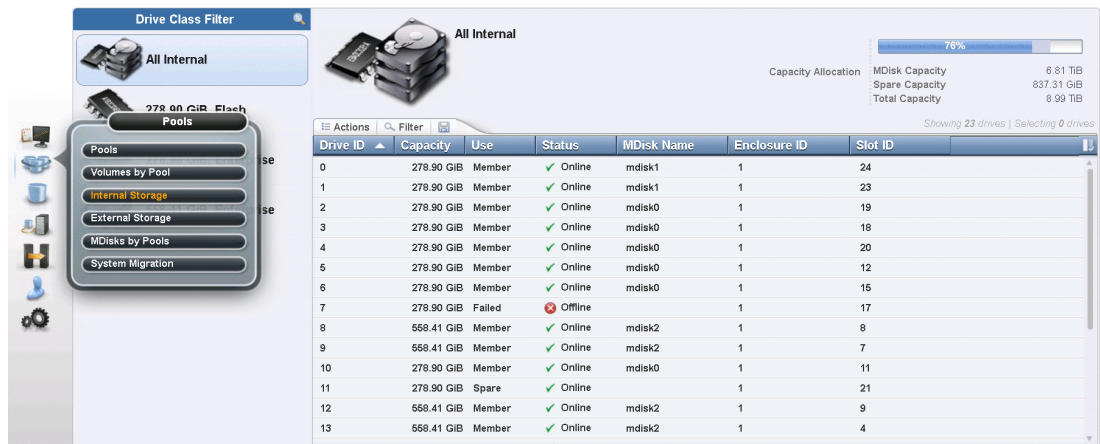 Drive Class Filter
All Internal
278.90 GiB, Flash
Pools
Pools
Volumes by Pool
Internal Storage
External Storage
MDisks by Pools
System Migration
All Internal
76%
Capacity Allocation
MDisk Capacity 6.81 TiB
Spare Capacity 837.31 GiB
Total Capacity 8.99 TiB
Actions Filter
Showing 23 drives | Selecting 0 drives
Drive ID Capacity Use Status MDisk Name Enclosure ID Slot ID
0 278.90 GiB Member Online mdisk1 1 24
1 278.90 GiB Member Online mdisk1 1 23
2 278.90 GiB Member Online mdisk0 1 19
3 278.90 GiB Member Online mdisk0 1 18
4 278.90 GiB Member Online mdisk0 1 20
5 278.90 GiB Member Online mdisk0 1 12
6 278.90 GiB Member Online mdisk0 1 15
7 278.90 GiB Failed Offline 1 17
8 558.41 GiB Member Online mdisk2 1 8
9 558.41 GiB Member Online mdisk2 1 7
10 278.90 GiB Member Online mdisk0 1 11
11 278.90 GiB Spare Online 1 21
12 558.41 GiB Member Online mdisk2 1 9
13 558.41 GiB Member Online mdisk2 1 4